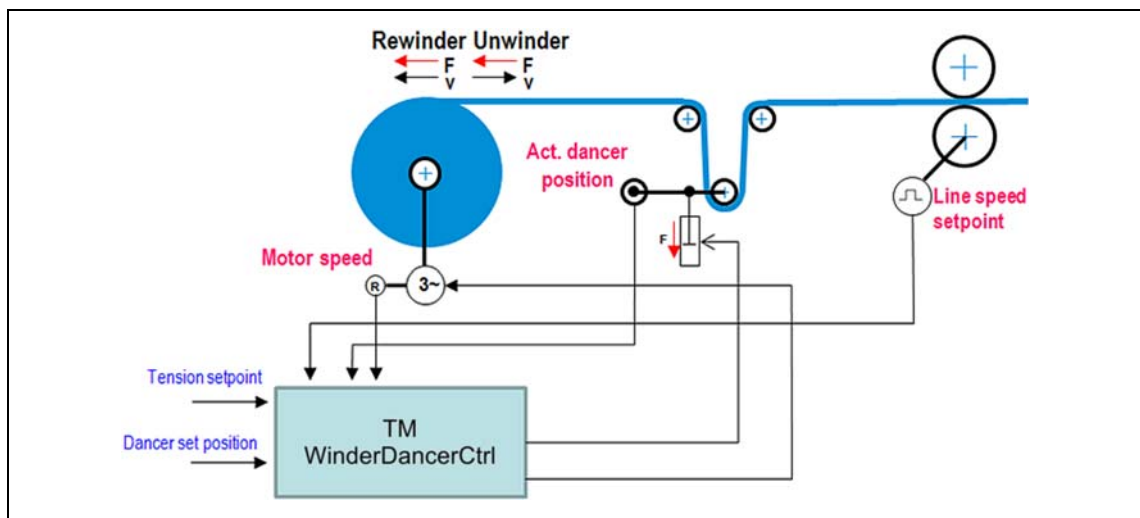 Rewinder Unwinder
F F
V V
Act. dancer
position
Line speed
setpoint
F
Motor speed
R
3~
Tension setpoint
Dancer set position
TM
WinderDancerCtrl